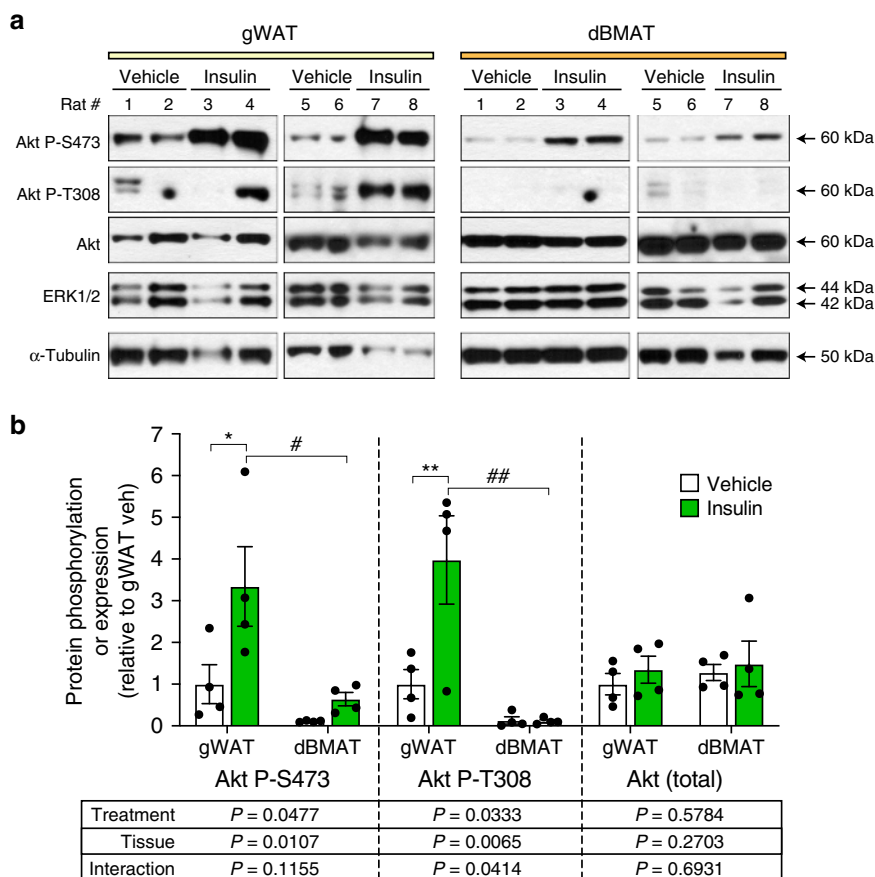 a
gWAT dBMAT
Vehicle Insulin Vehicle Insulin Vehicle Insulin Vehicle Insulin
Rat # 1 2 3 4 5 6 7 8 1 2 3 4 5 6 7 8
Akt P-S473 ← 60 kDa
Akt P-T308 ← 60 kDa
Akt ← 60 kDa
ERK1/2 ← 44 kDa
← 42 kDa
α-Tubulin ← 50 kDa
b
Protein phosphorylation
or expression
(relative to gWAT veh)
7
6
5
4
3
2
1
0
* # ** ##
Vehicle
Insulin
gWAT dBMAT gWAT dBMAT gWAT dBMAT
Akt P-S473 Akt P-T308 Akt (total)
Treatment P = 0.0477 P = 0.0333 P = 0.5784
Tissue P = 0.0107 P = 0.0065 P = 0.2703
Interaction P = 0.1155 P = 0.0414 P = 0.6931